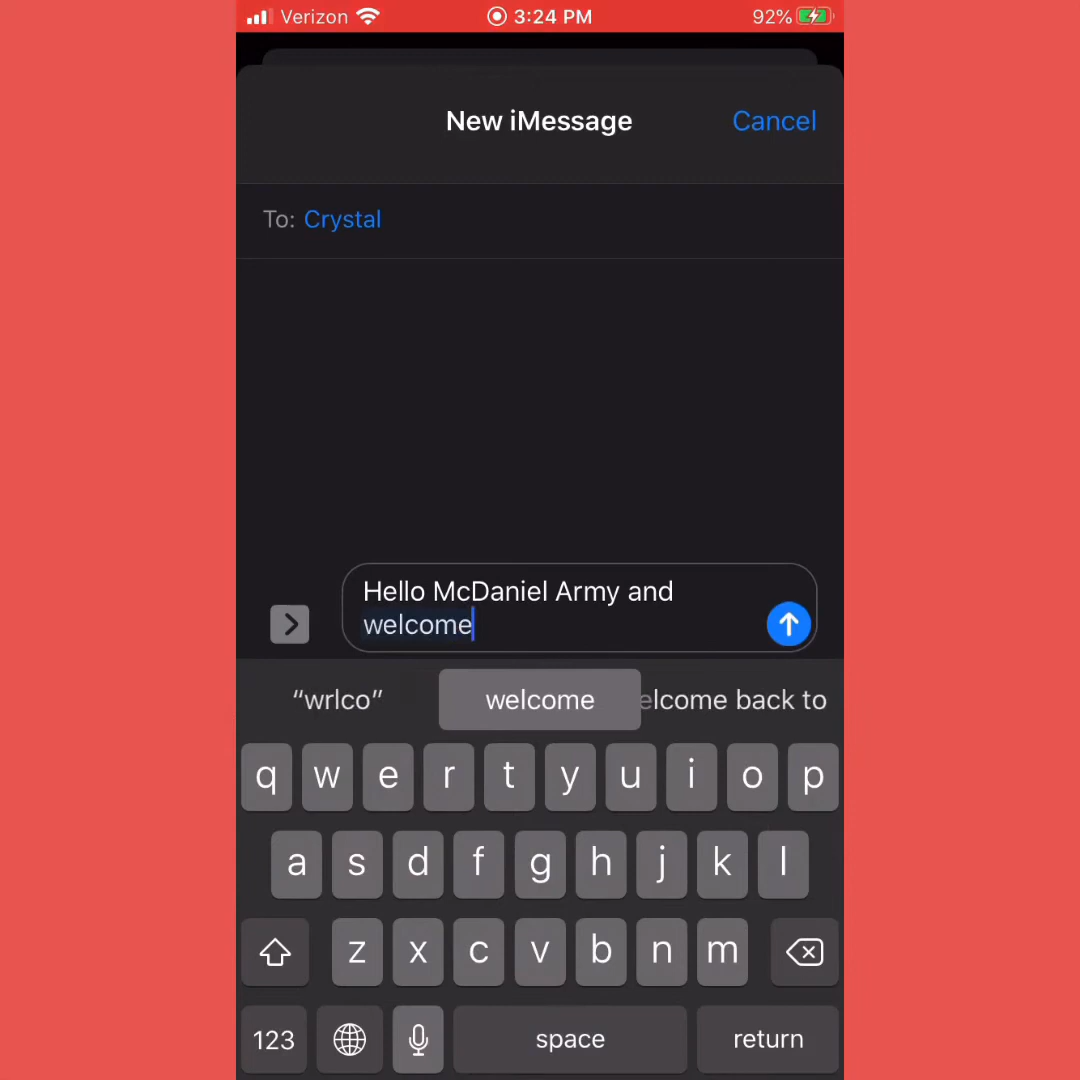 Verizon 3:24 PM 92%
New iMessage Cancel
To: Crystal
Hello McDaniel Army and
welcome
“wrlco” welcome elcome back to
q w e r t y u i o p
a s d f g h j k l
z x c v b n m
123 space return